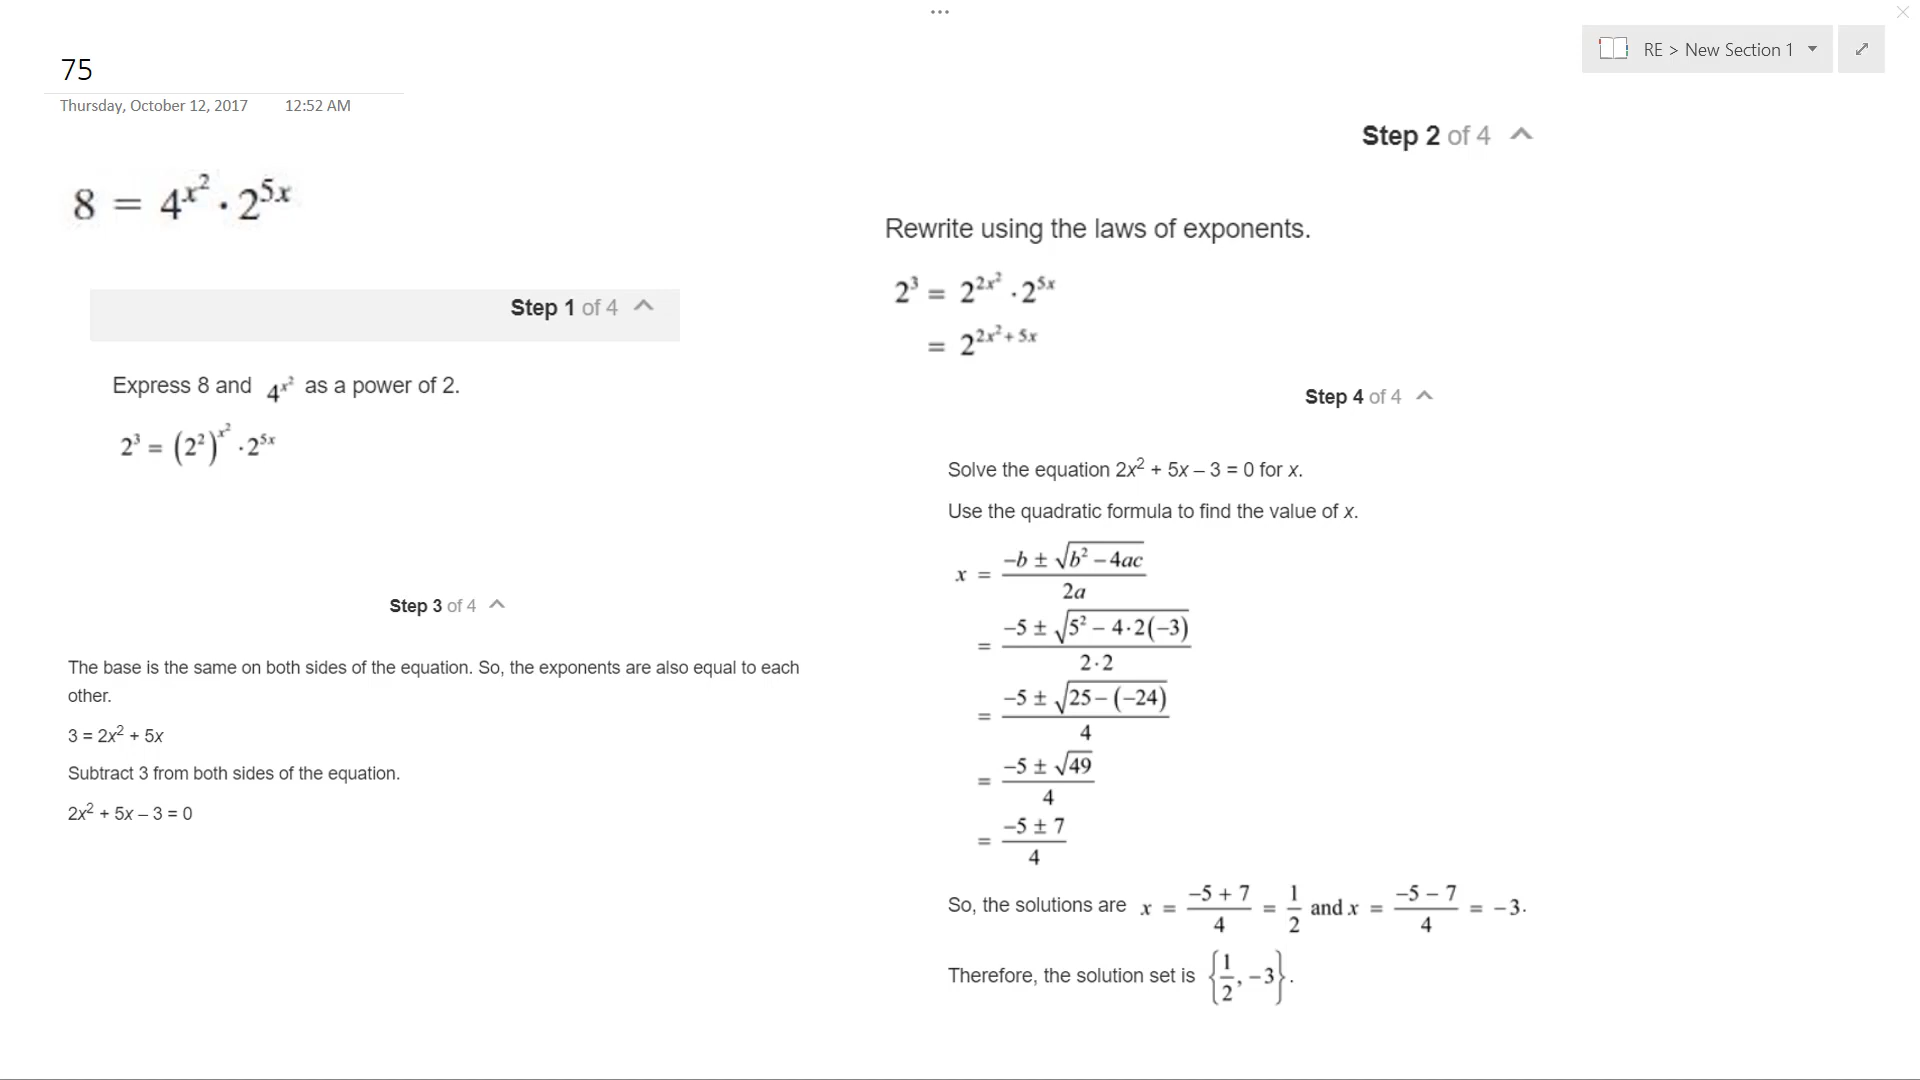 ...
75
Thursday, October 12, 2017 12:52 AM
RE > New Section 1
8 = 4^{x^2} · 2^{5x}
Step 1 of 4
Express 8 and 4^{x^2} as a power of 2.
2^3 = (2^2)^{x^2} · 2^{5x}
Step 2 of 4
Rewrite using the laws of exponents.
2^3 = 2^{2x^2} · 2^{5x}
= 2^{2x^2 + 5x}
Step 3 of 4
The base is the same on both sides of the equation. So, the exponents are also equal to each
other.
3 = 2x^2 + 5x
Subtract 3 from both sides of the equation.
2x^2 + 5x – 3 = 0
Step 4 of 4
Solve the equation 2x^2 + 5x – 3 = 0 for x.
Use the quadratic formula to find the value of x.
x = (−b ± √(b^2 − 4ac)) / (2a)
= (−5 ± √(5^2 − 4·2(−3))) / (2·2)
= (−5 ± √(25 − (−24))) / 4
= (−5 ± √49) / 4
= (−5 ± 7) / 4
So, the solutions are x = (−5 + 7) / 4 = 1/2 and x = (−5 − 7) / 4 = −3.
Therefore, the solution set is {1/2, −3}.